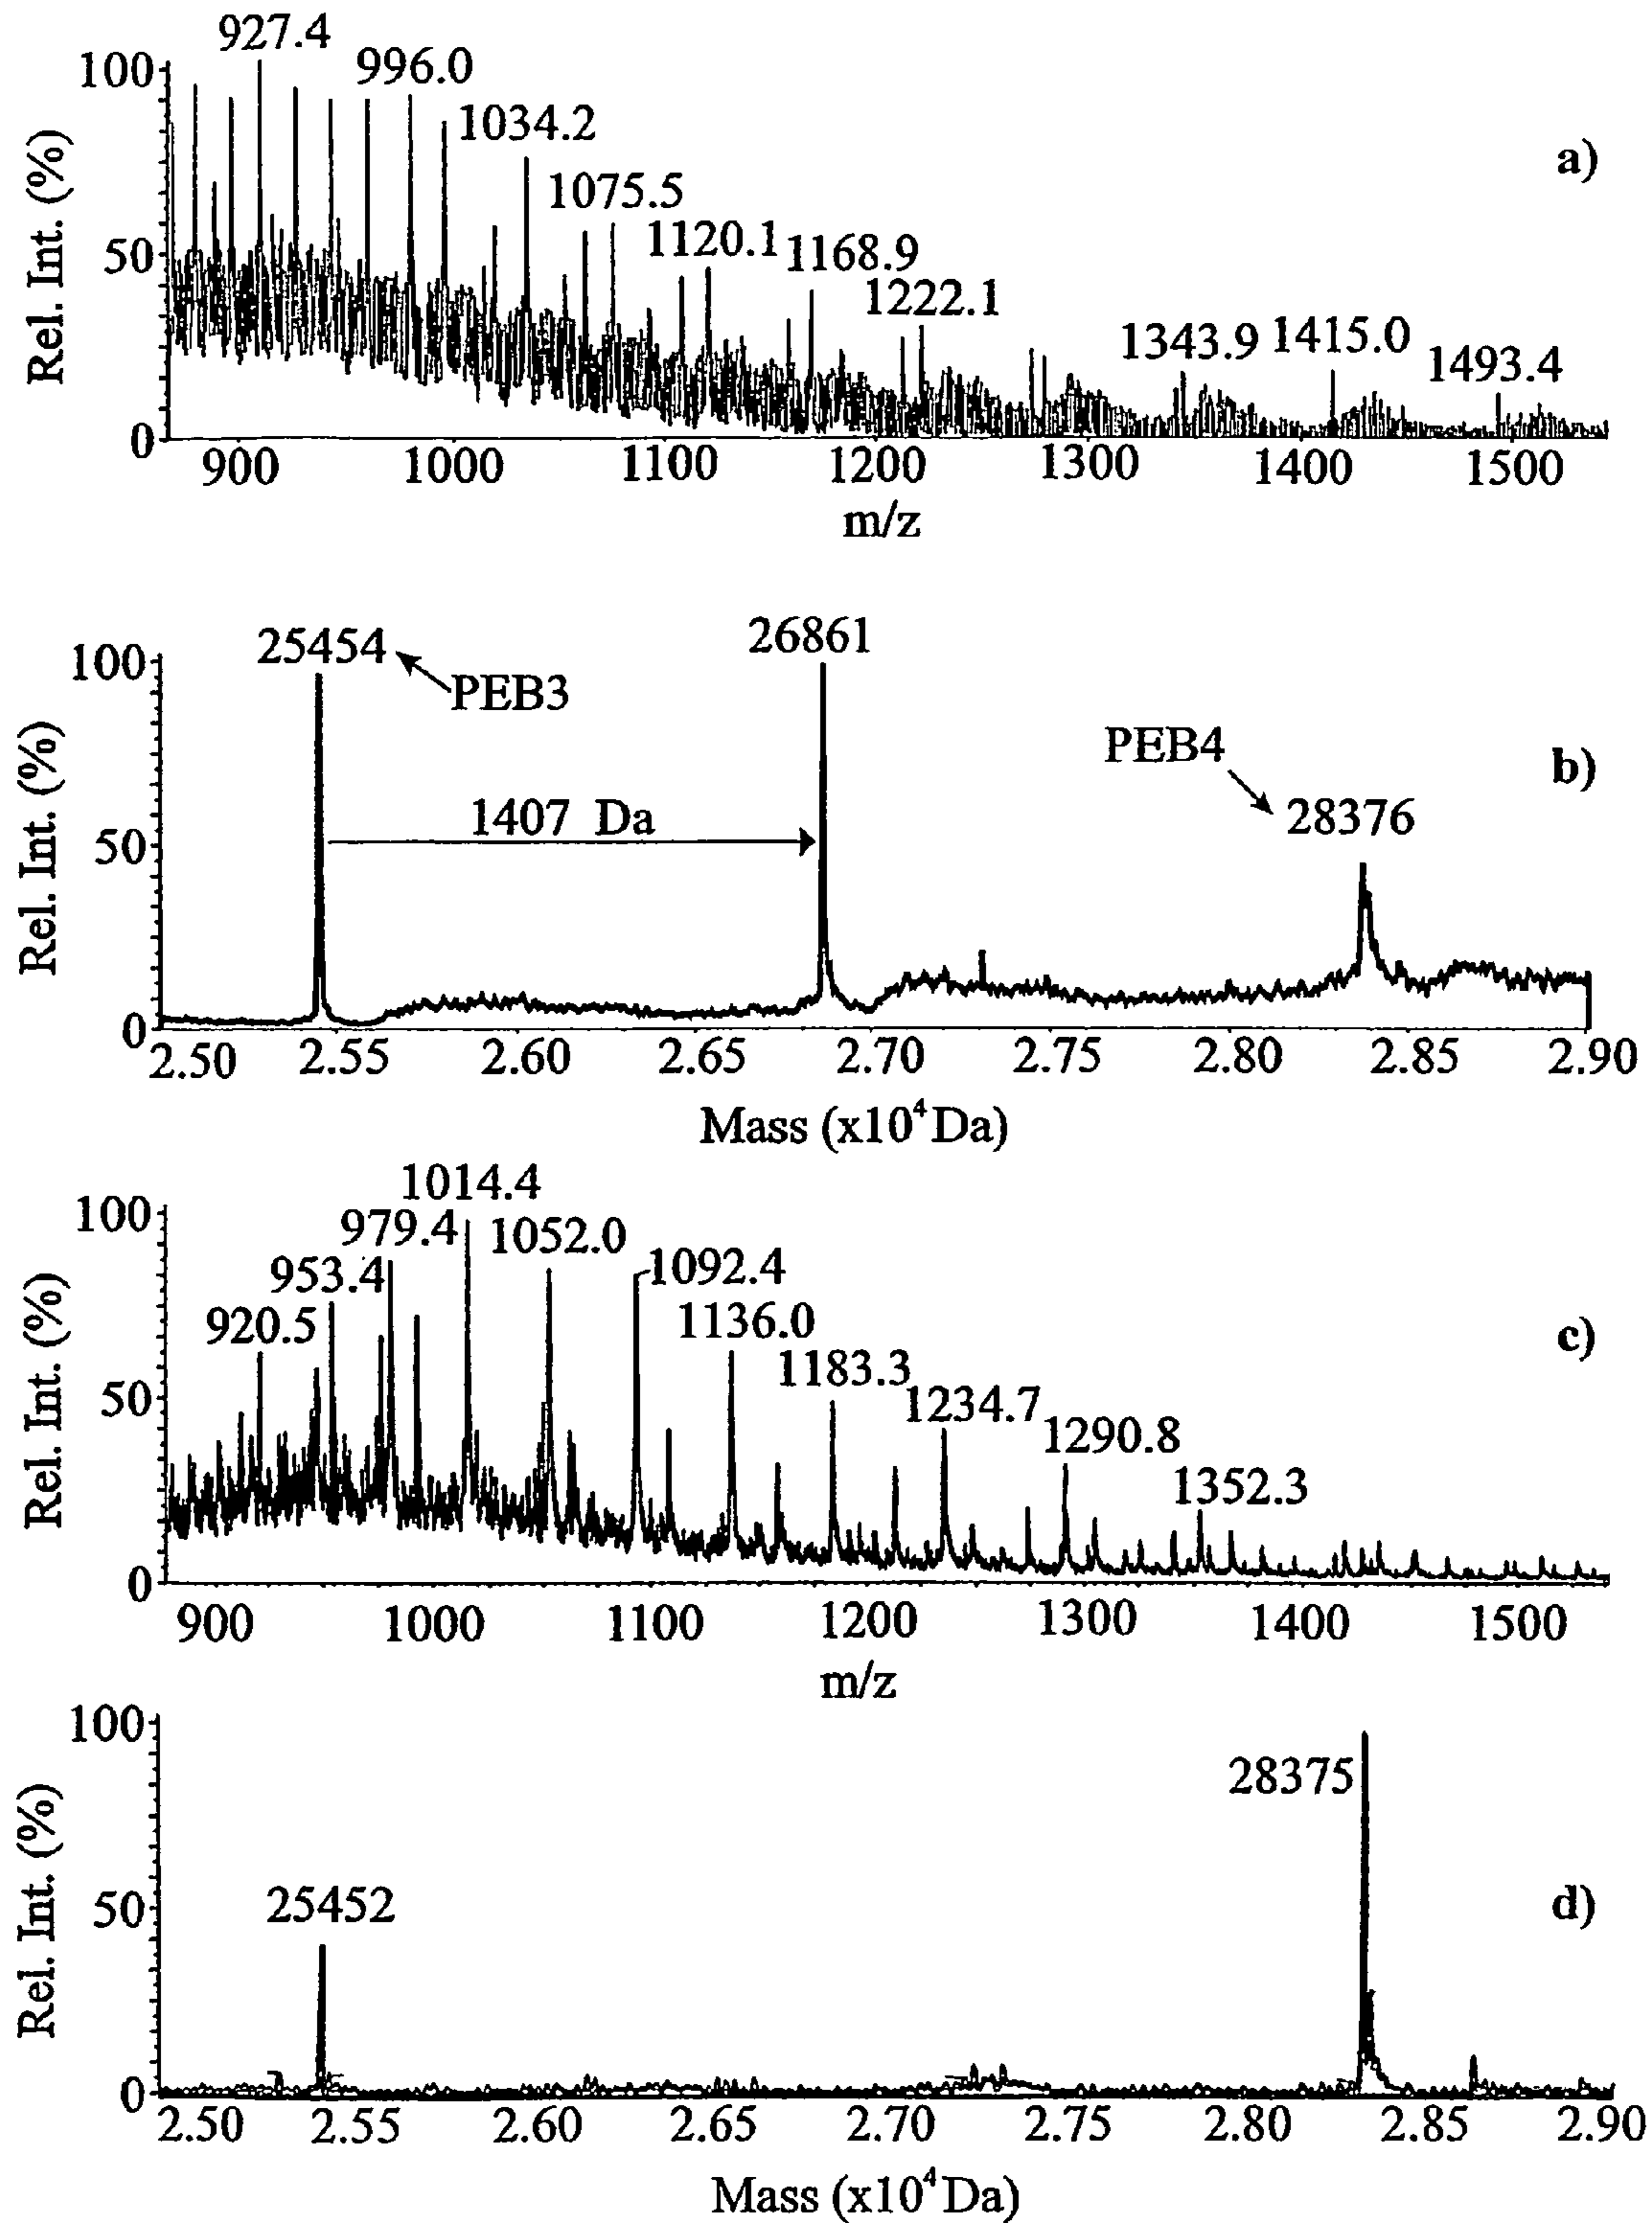 927.4
100
996.0
1034.2
a)
1075.5
50
1120.1
1168.9
1222.1
1343.9 1415.0
1493.4
0
Rel. Int. (%)
900 1000 1100 1200 1300 1400 1500
m/z
25454
26861
100
PEB3
PEB4
b)
28376
1407 Da
50
0
Rel. Int. (%)
2.50 2.55 2.60 2.65 2.70 2.75 2.80 2.85 2.90
Mass (x10⁴ Da)
1014.4
100
979.4
1052.0
953.4
1092.4
920.5
1136.0
c)
1183.3
50
1234.7
1290.8
1352.3
0
Rel. Int. (%)
900 1000 1100 1200 1300 1400 1500
m/z
100
28375
25452
50
d)
0
Rel. Int. (%)
2.50 2.55 2.60 2.65 2.70 2.75 2.80 2.85 2.90
Mass (x10⁴ Da)